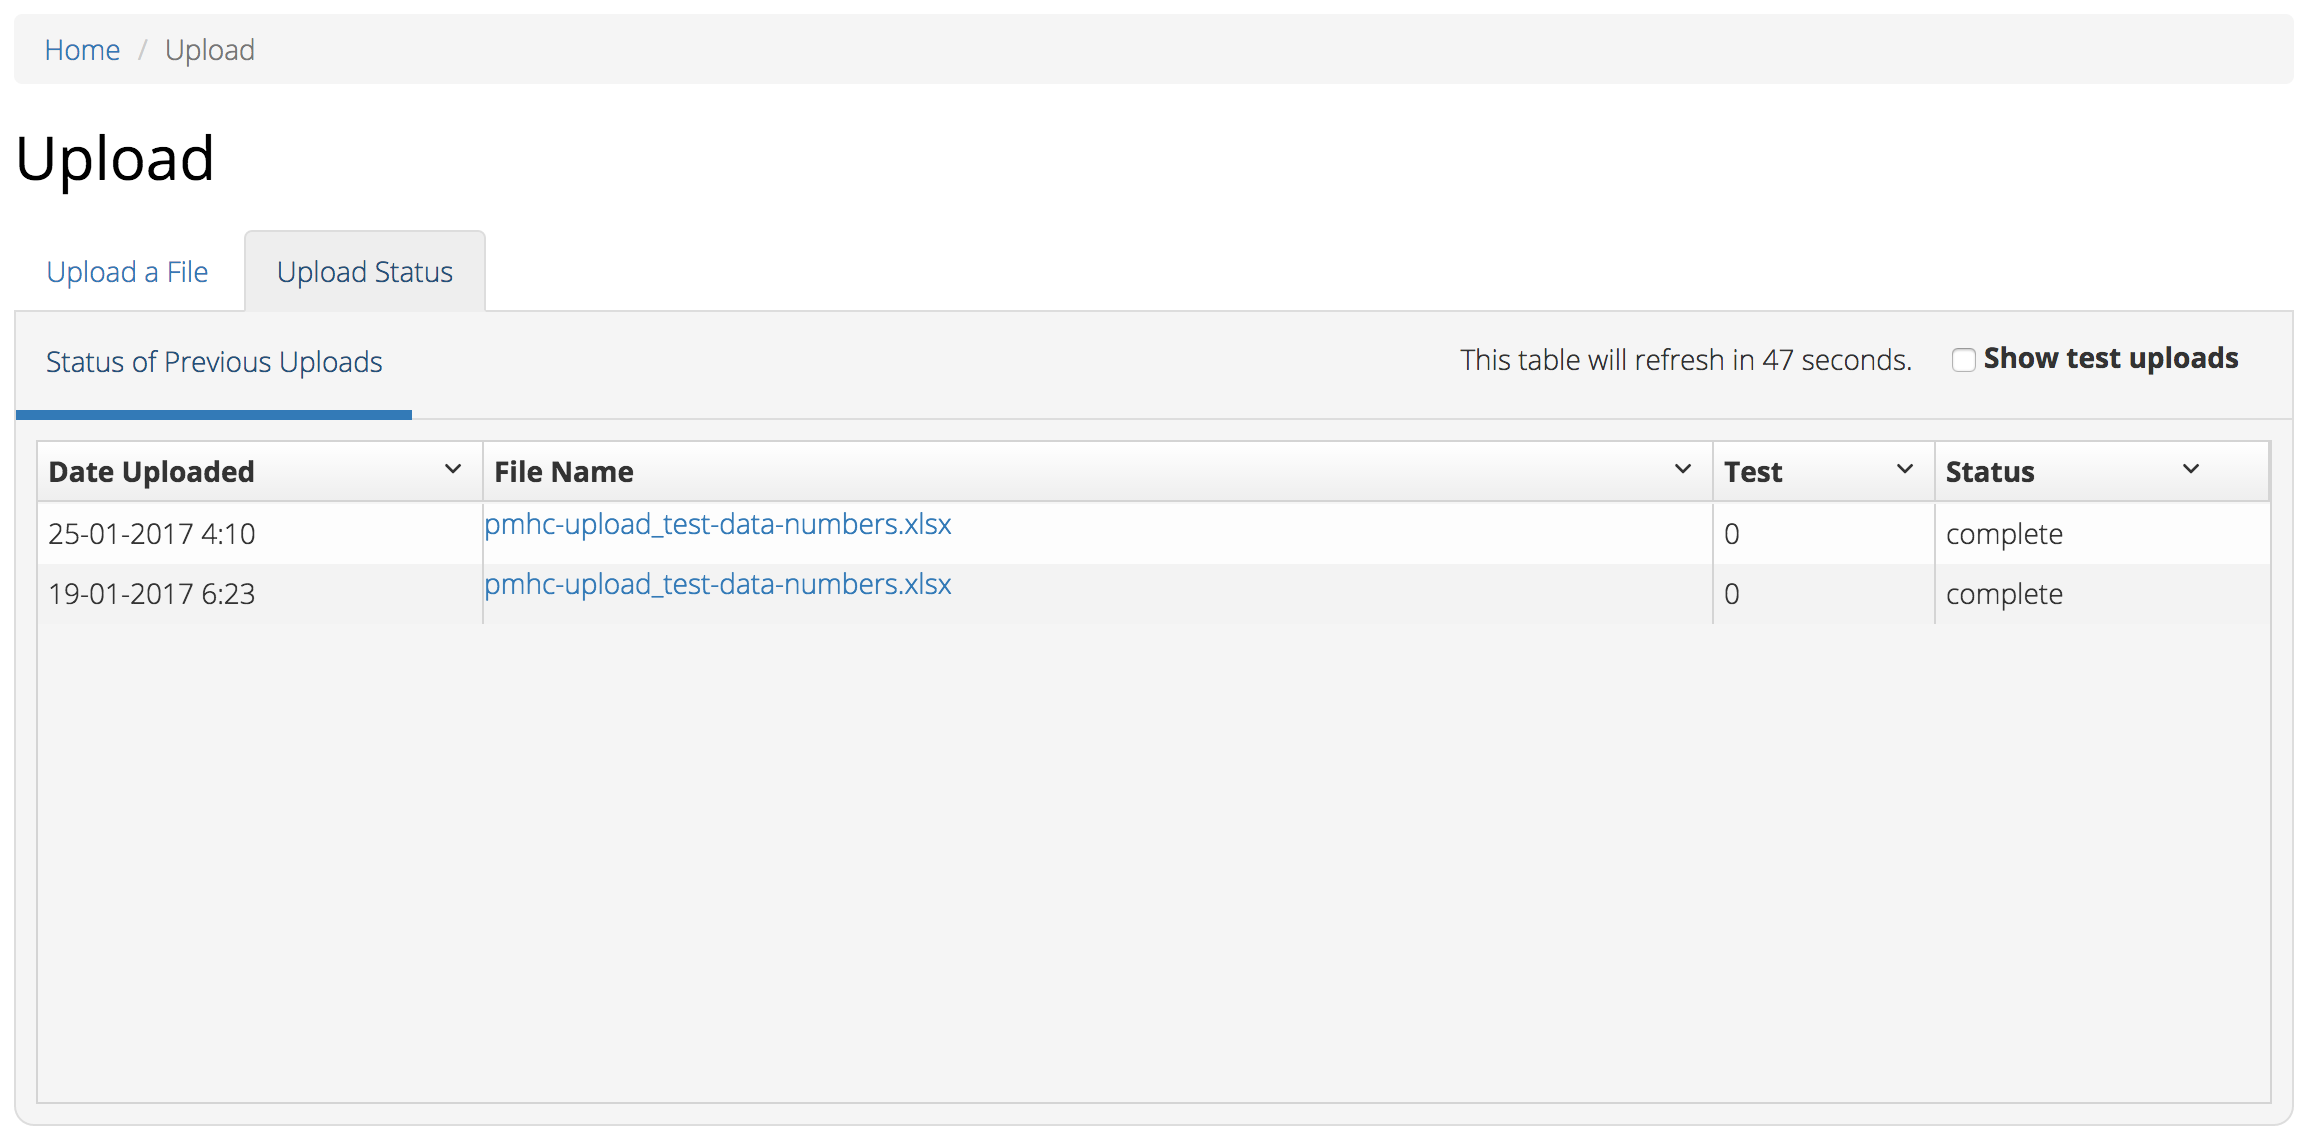 Home / Upload
Upload
Upload a File Upload Status
Status of Previous Uploads This table will refresh in 47 seconds. Show test uploads
Date Uploaded File Name Test Status
25-01-2017 4:10 pmhc-upload_test-data-numbers.xlsx 0 complete
19-01-2017 6:23 pmhc-upload_test-data-numbers.xlsx 0 complete